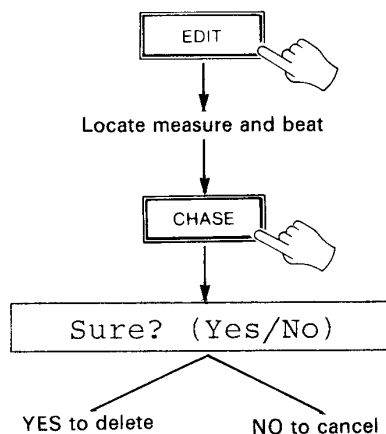 EDIT
Locate measure and beat
CHASE
Sure? (Yes/No)
YES to delete
NO to cancel